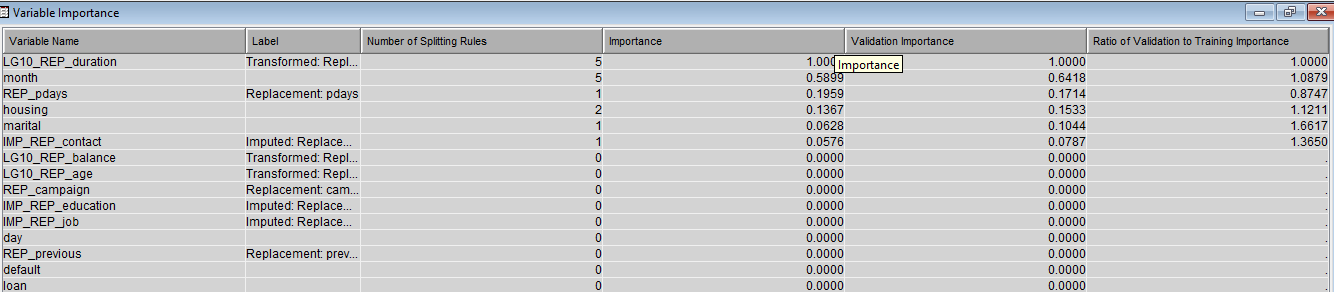 Variable Importance
Variable Name Label Number of Splitting Rules Importance Validation Importance Ratio of Validation to Training Importance
LG10_REP_duration Transformed: Repl... 5 1.000 1.0000 1.0000
Importance
month 5 0.5899 0.6418 1.0879
REP_pdays Replacement: pdays 1 0.1959 0.1714 0.8747
housing 2 0.1367 0.1533 1.1211
marital 1 0.0628 0.1044 1.6617
IMP_REP_contact Imputed: Replace... 1 0.0576 0.0787 1.3650
LG10_REP_balance Transformed: Repl... 0 0.0000 0.0000 .
LG10_REP_age Transformed: Repl... 0 0.0000 0.0000 .
REP_campaign Replacement: cam... 0 0.0000 0.0000 .
IMP_REP_education Imputed: Replace... 0 0.0000 0.0000 .
IMP_REP_job Imputed: Replace... 0 0.0000 0.0000 .
day 0 0.0000 0.0000 .
REP_previous Replacement: prev... 0 0.0000 0.0000 .
default 0 0.0000 0.0000 .
loan 0 0.0000 0.0000 .